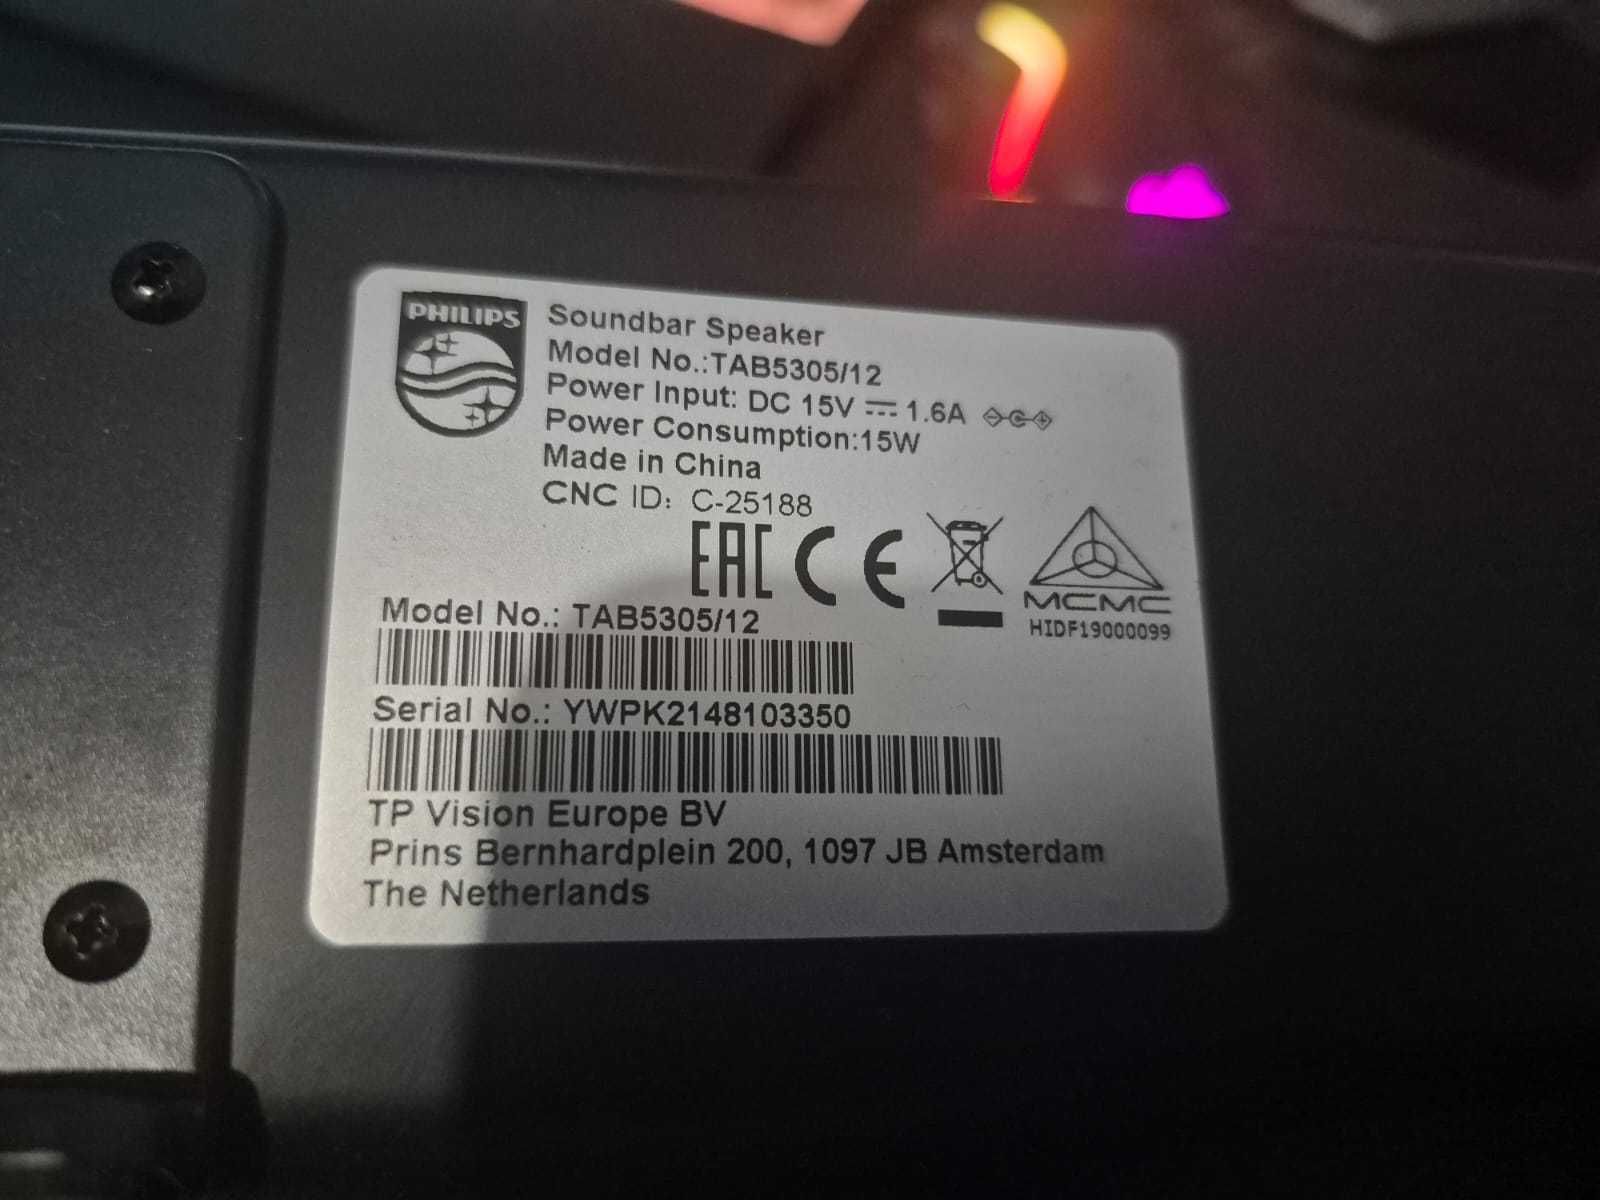 PHILIPS
Soundbar Speaker
Model No.:TAB5305/12
Power Input: DC 15V ⎓ 1.6A
Power Consumption:15W
Made in China
CNC ID: C-25188
EAC CE
MCMC
HIDF19000099
Model No.: TAB5305/12
Serial No.: YWPK2148103350
TP Vision Europe BV
Prins Bernhardplein 200, 1097 JB Amsterdam
The Netherlands